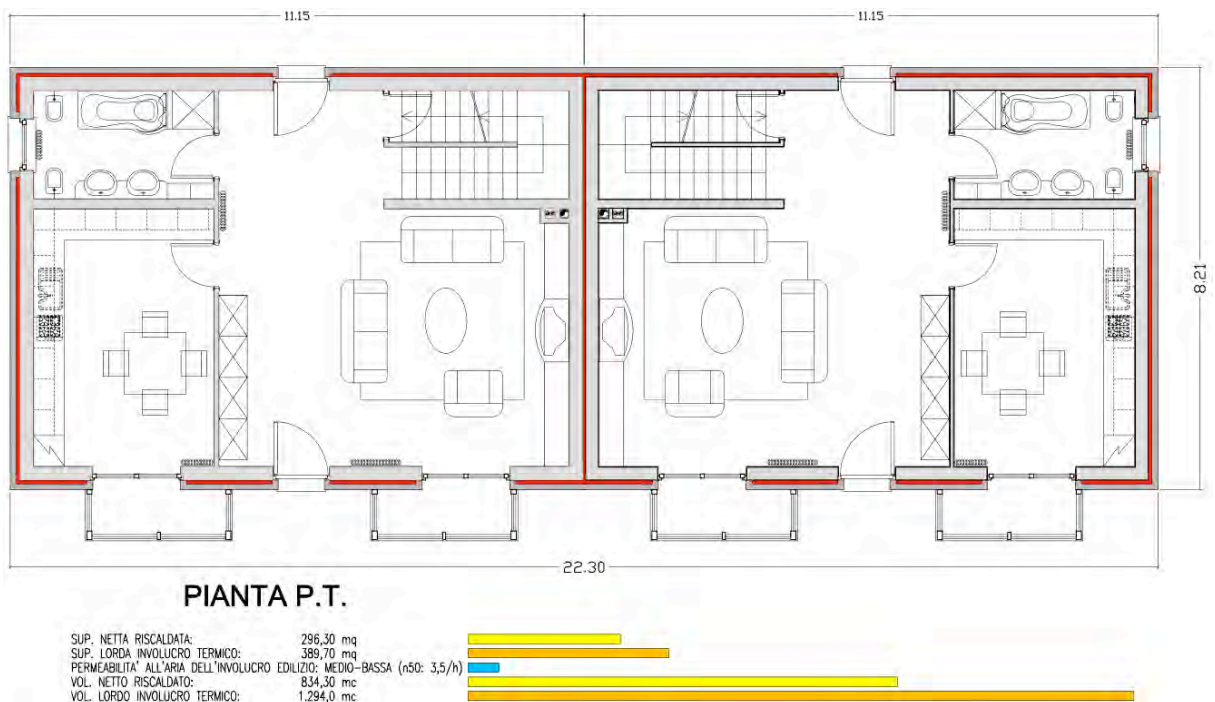 11.15 11.15
8.21
22.30
PIANTA P.T.
SUP. NETTA RISCALDATA: 296,30 mq
SUP. LORDA INVOLUCRO TERMICO: 389,70 mq
PERMEABILITA' ALL'ARIA DELL'INVOLUCRO EDILIZIO: MEDIO-BASSA (n50: 3,5/h)
VOL. NETTO RISCALDATO: 834,30 mc
VOL. LORDO INVOLUCRO TERMICO: 1.294,0 mc